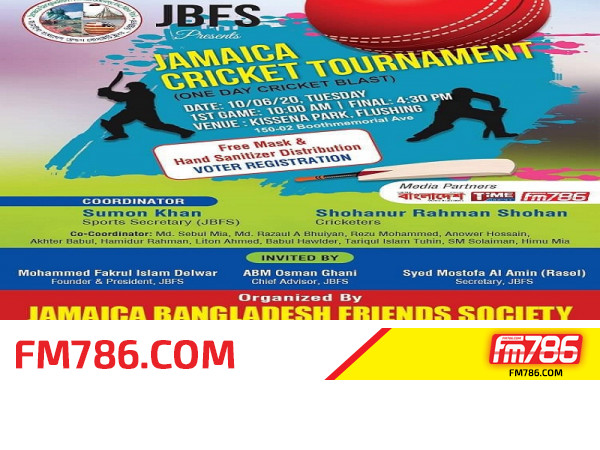 JBFS
Presents
JAMAICA
CRICKET TOURNAMENT
(ONE DAY CRICKET BLAST)
DATE: 10/06/20, TUESDAY
1ST GAME: 10:00 AM | FINAL: 4:30 PM
VENUE : KISSENA PARK, FLUSHING
150-02 Boothmemorial Ave
Free Mask &
Hand Sanitizer Distribution
VOTER REGISTRATION
Media Partners
বাংলাদেশ TIME fm786
COORDINATOR
Sumon Khan
Sports Secretary (JBFS)
Shohanur Rahman Shohan
Cricketers
Co-Coordinator: Md. Sebul Mia, Md. Razaul A Bhuiyan, Rezu Mohammed, Anower Hossain,
Akhter Babul, Hamidur Rahman, Liton Ahmed, Babul Hawlder, Tariqul Islam Tuhin, SM Solaiman, Himu Mia
INVITED BY
Mohammed Fakrul Islam Delwar
Founder & President, JBFS
ABM Osman Ghani
Chief Advisor, JBFS
Syed Mostofa Al Amin (Rasel)
Secretary, JBFS
Organized By
JAMAICA BANGLADESH FRIENDS SOCIETY
FM786.COM
fm786
FM786.COM